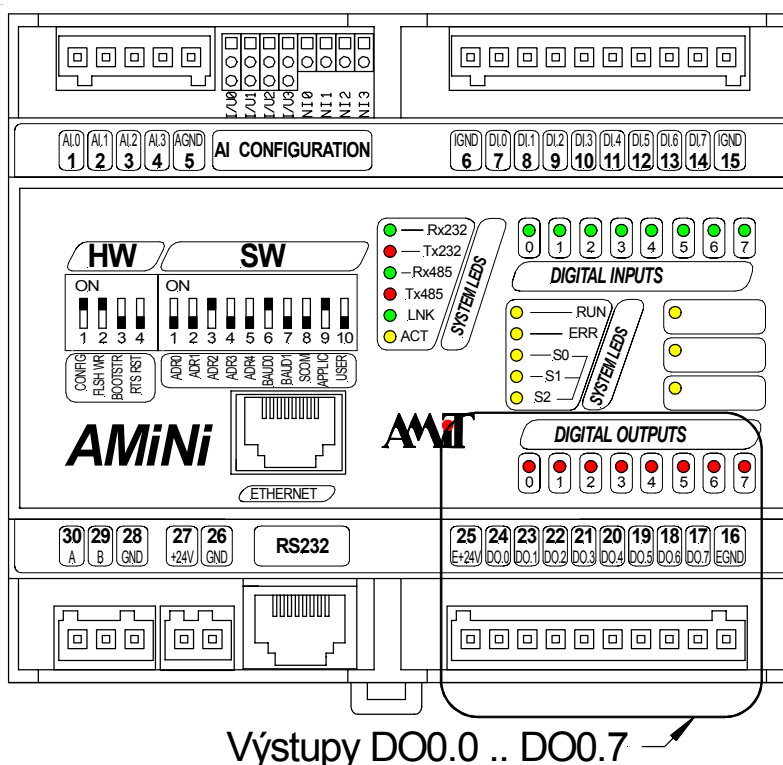 I/U0 I/U1 I/U2 I/U3 NI0 NI1 NI2 NI3
AI.0 AI.1 AI.2 AI.3 AGND
1 2 3 4 5
AI CONFIGURATION
IGND DI.0 DI.1 DI.2 DI.3 DI.4 DI.5 DI.6 DI.7 IGND
6 7 8 9 10 11 12 13 14 15
HW SW
ON ON
1 2 3 4 1 2 3 4 5 6 7 8 9 10
CONFIG FLSH WR BOOTSTR RTS RST
ADR0 ADR1 ADR2 ADR3 ADR4 BAUD0 BAUD1 SCOM APPLIC USER
Rx232
Tx232
Rx485
Tx485
LNK
ACT
SYSTEM LEDS
0 1 2 3 4 5 6 7
DIGITAL INPUTS
RUN
ERR
S0
S1
S2
SYSTEM LEDS
AMiNi
ETHERNET
AMiT
DIGITAL OUTPUTS
0 1 2 3 4 5 6 7
30 29 28 27 26
A B GND +24V GND
RS232
25 24 23 22 21 20 19 18 17 16
E+24V DO.0 DO.1 DO.2 DO.3 DO.4 DO.5 DO.6 DO.7 EGND
Výstupy DO0.0 .. DO0.7